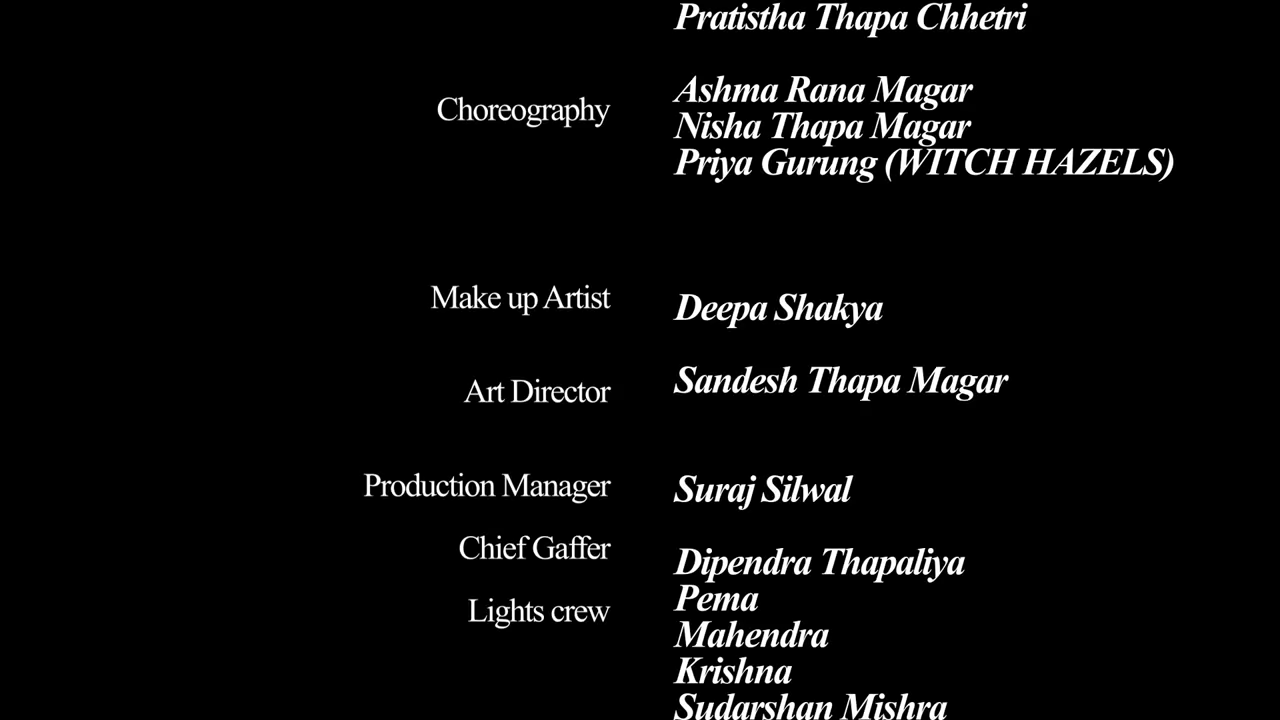 Pratistha Thapa Chhetri
Choreography
Ashma Rana Magar
Nisha Thapa Magar
Priya Gurung (WITCH HAZELS)
Make up Artist
Deepa Shakya
Art Director
Sandesh Thapa Magar
Production Manager
Suraj Silwal
Chief Gaffer
Dipendra Thapaliya
Lights crew
Pema
Mahendra
Krishna
Sudarshan Mishra